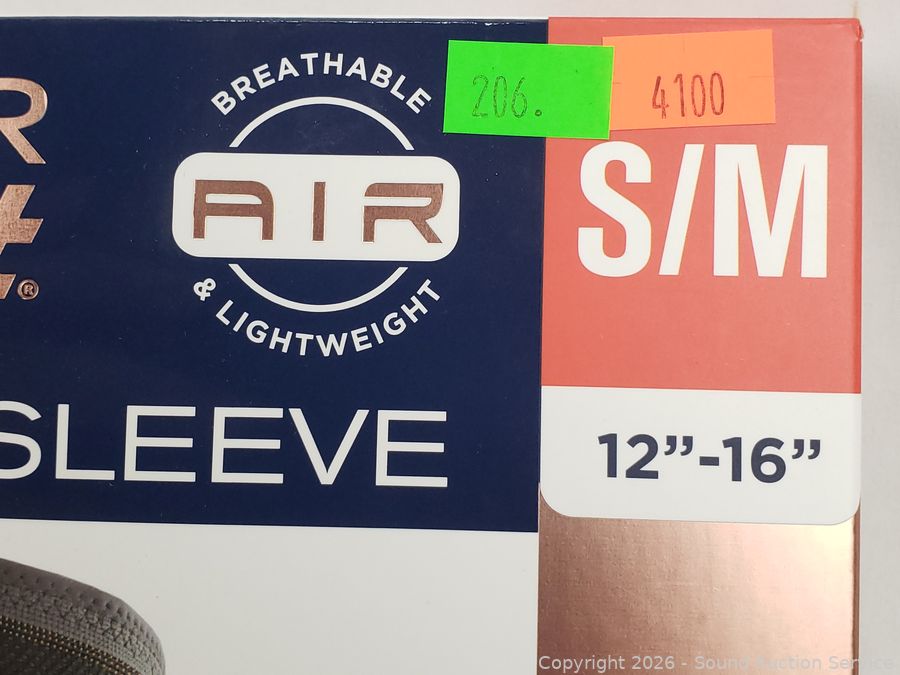 BREATHABLE
AIR
& LIGHTWEIGHT
R
®
SLEEVE
206.
4100
S/M
12”-16”
Copyright 2026 - Sound Auction Service